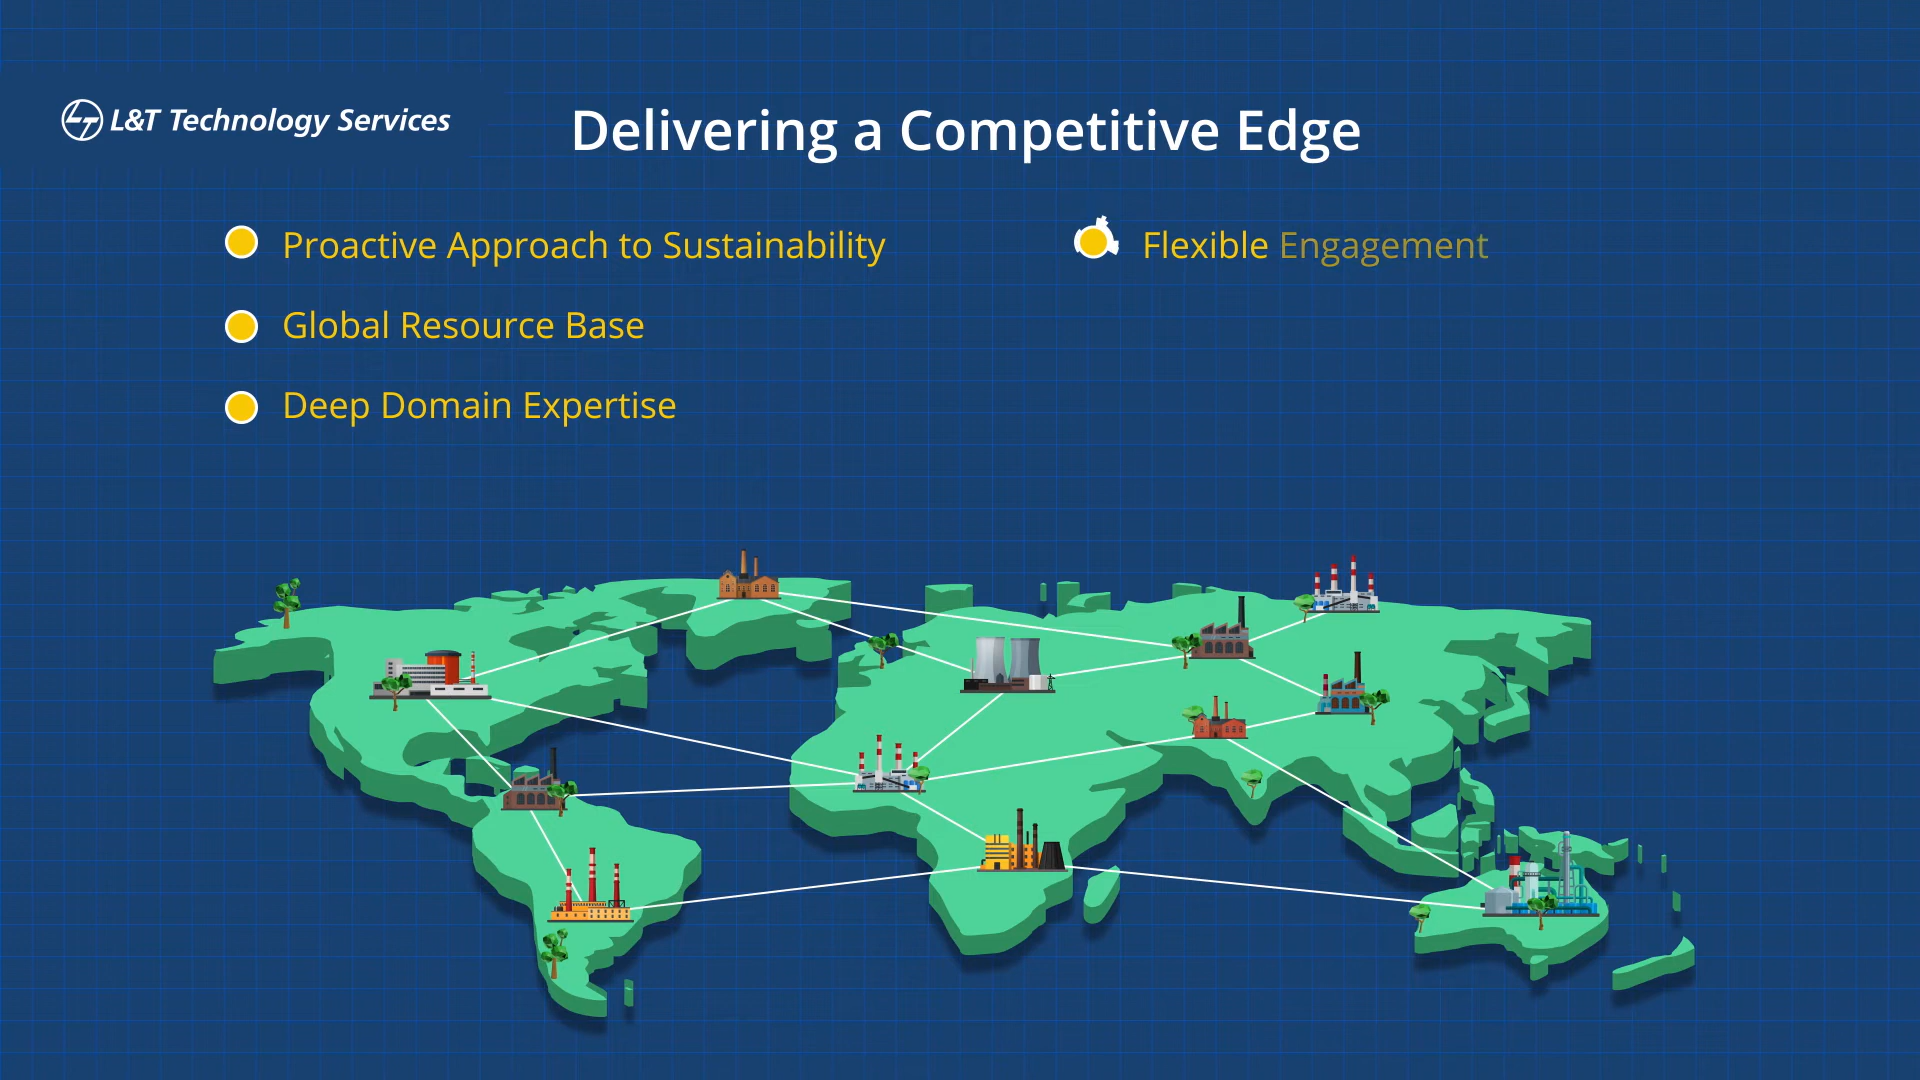 L&T Technology Services
Delivering a Competitive Edge
Proactive Approach to Sustainability
Global Resource Base
Deep Domain Expertise
Flexible Engagement